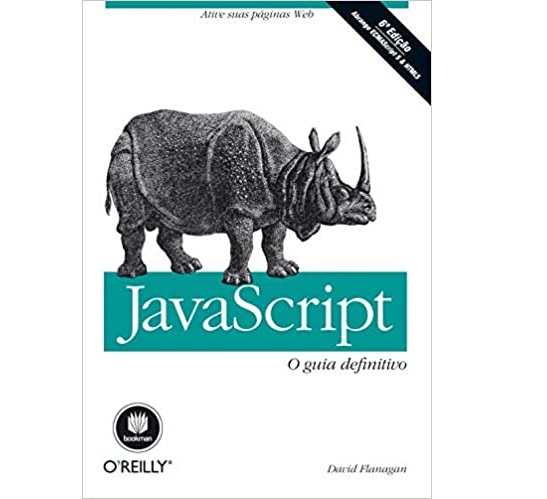 Ative suas páginas Web
6ª Edição
Abrange ECMAScript 5 & HTML5
JavaScript
O guia definitivo
bookman
O'REILLY®
David Flanagan